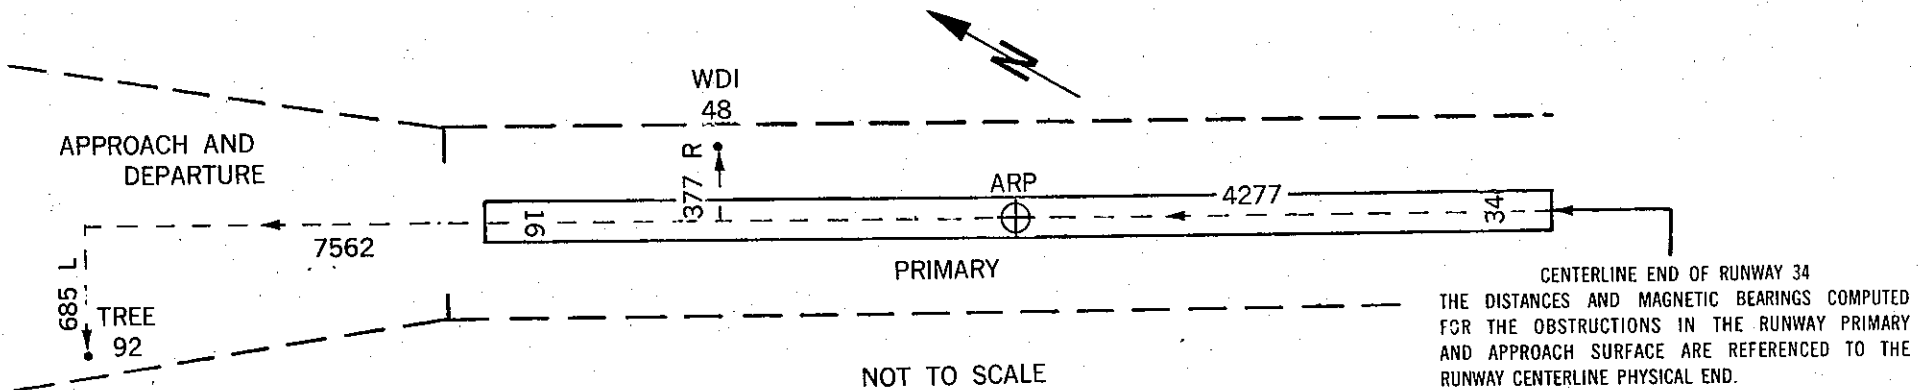 N
WDI
48
APPROACH AND
DEPARTURE
377 R
ARP
4277
16
34
7562
PRIMARY
685 L
TREE
92
CENTERLINE END OF RUNWAY 34
THE DISTANCES AND MAGNETIC BEARINGS COMPUTED
FOR THE OBSTRUCTIONS IN THE RUNWAY PRIMARY
AND APPROACH SURFACE ARE REFERENCED TO THE
RUNWAY CENTERLINE PHYSICAL END.
NOT TO SCALE